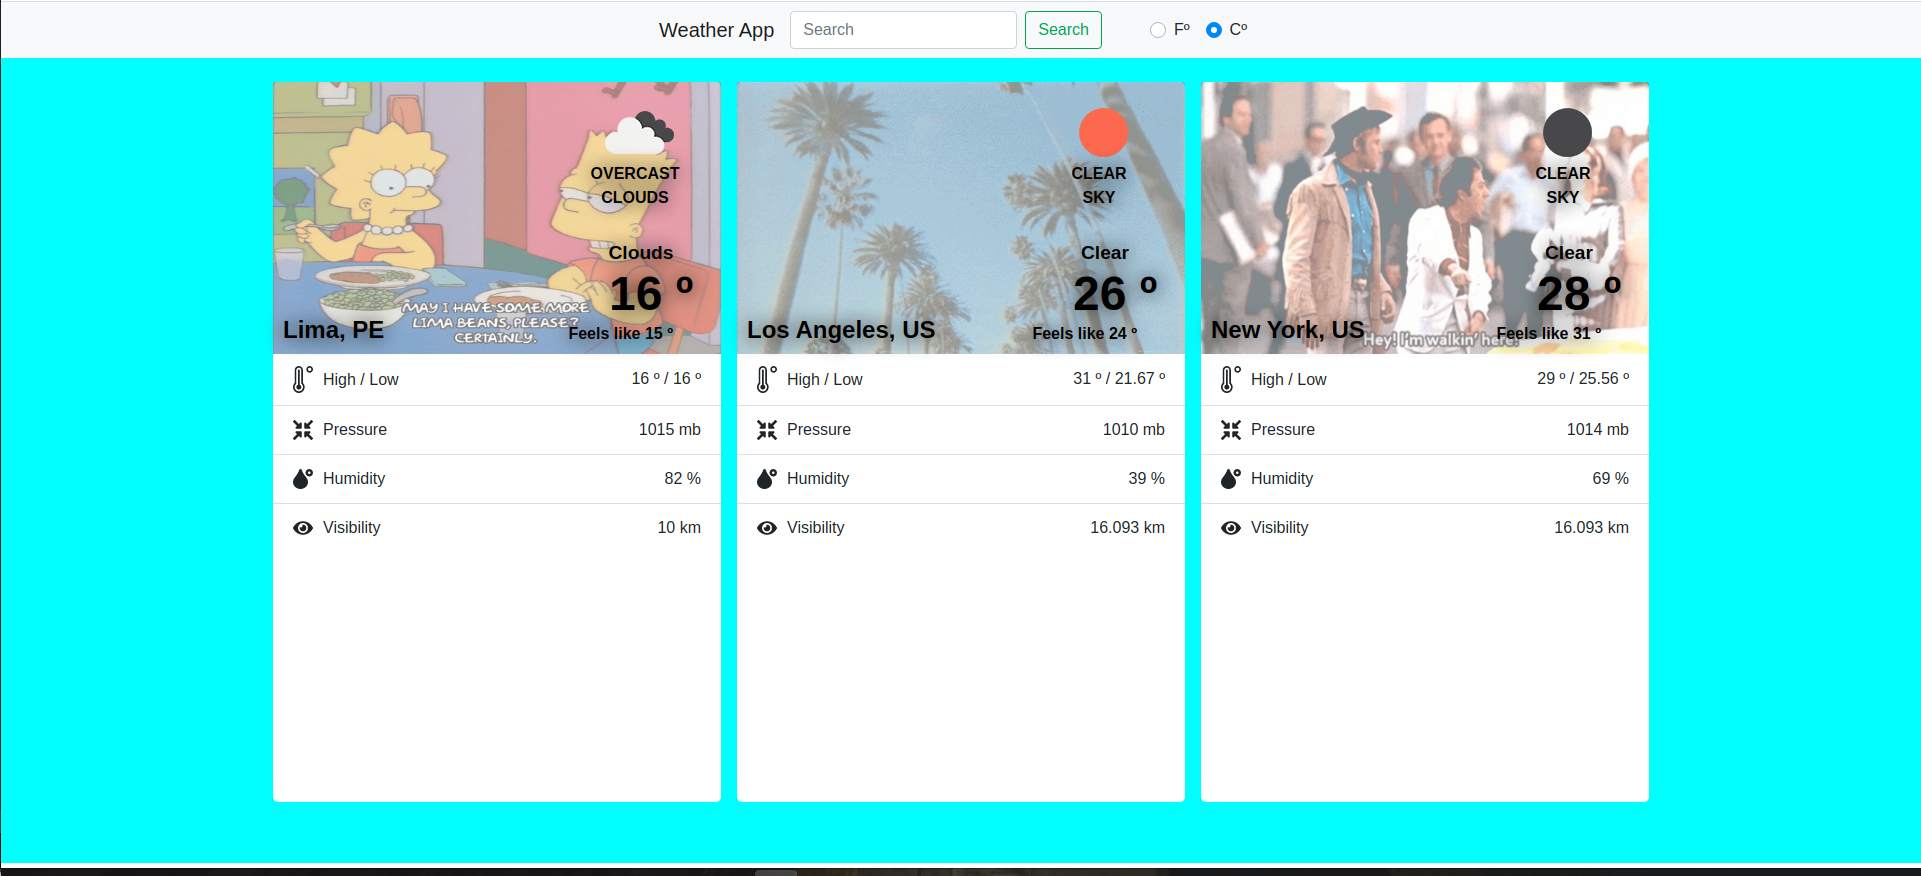 Weather App
Search
Search
Fº
Cº
OVERCAST
CLOUDS
Clouds
16 º
MAY I HAVE SOME MORE
LIMA BEANS, PLEASE?
CERTAINLY.
Lima, PE
Feels like 15 º
High / Low
16 º / 16 º
Pressure
1015 mb
Humidity
82 %
Visibility
10 km
CLEAR
SKY
Clear
26 º
Los Angeles, US
Feels like 24 º
High / Low
31 º / 21.67 º
Pressure
1010 mb
Humidity
39 %
Visibility
16.093 km
CLEAR
SKY
Clear
28 º
New York, US
Feels like 31 º
Hey! I'm walkin' here!
High / Low
29 º / 25.56 º
Pressure
1014 mb
Humidity
69 %
Visibility
16.093 km